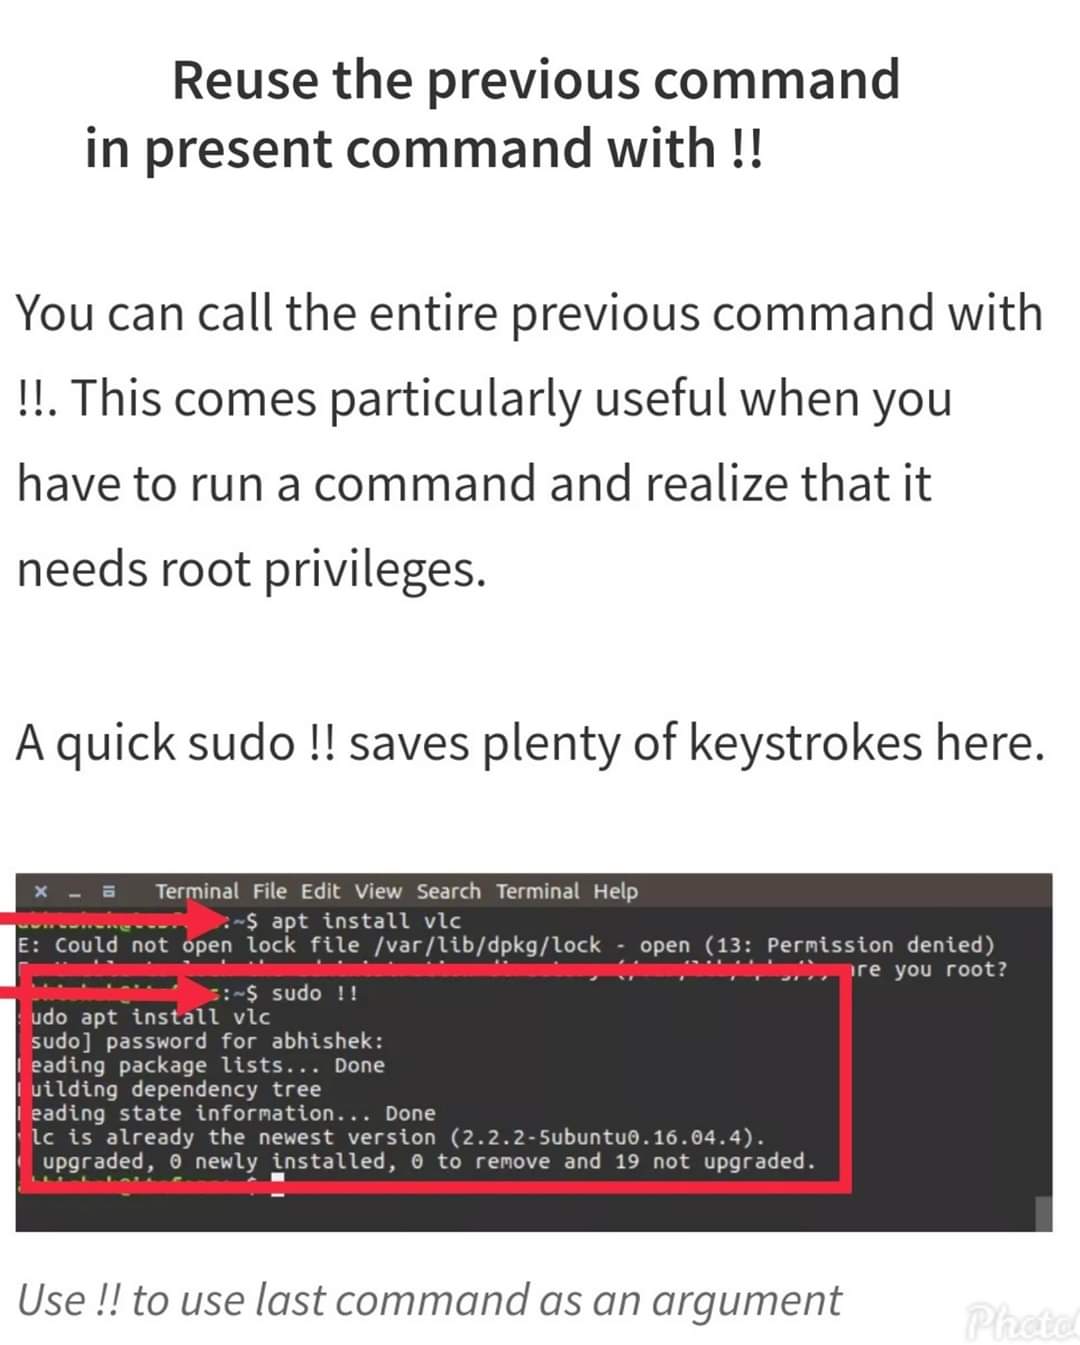 Reuse the previous command
in present command with !!
You can call the entire previous command with
!!. This comes particularly useful when you
have to run a command and realize that it
needs root privileges.
A quick sudo !! saves plenty of keystrokes here.
Terminal File Edit View Search Terminal Help
:~$ apt install vlc
E: Could not open lock file /var/lib/dpkg/lock - open (13: Permission denied)
are you root?
:~$ sudo !!
udo apt install vlc
sudo] password for abhishek:
eading package lists... Done
uilding dependency tree
eading state information... Done
lc is already the newest version (2.2.2-5ubuntu0.16.04.4).
upgraded, 0 newly installed, 0 to remove and 19 not upgraded.
Use !! to use last command as an argument
Photo